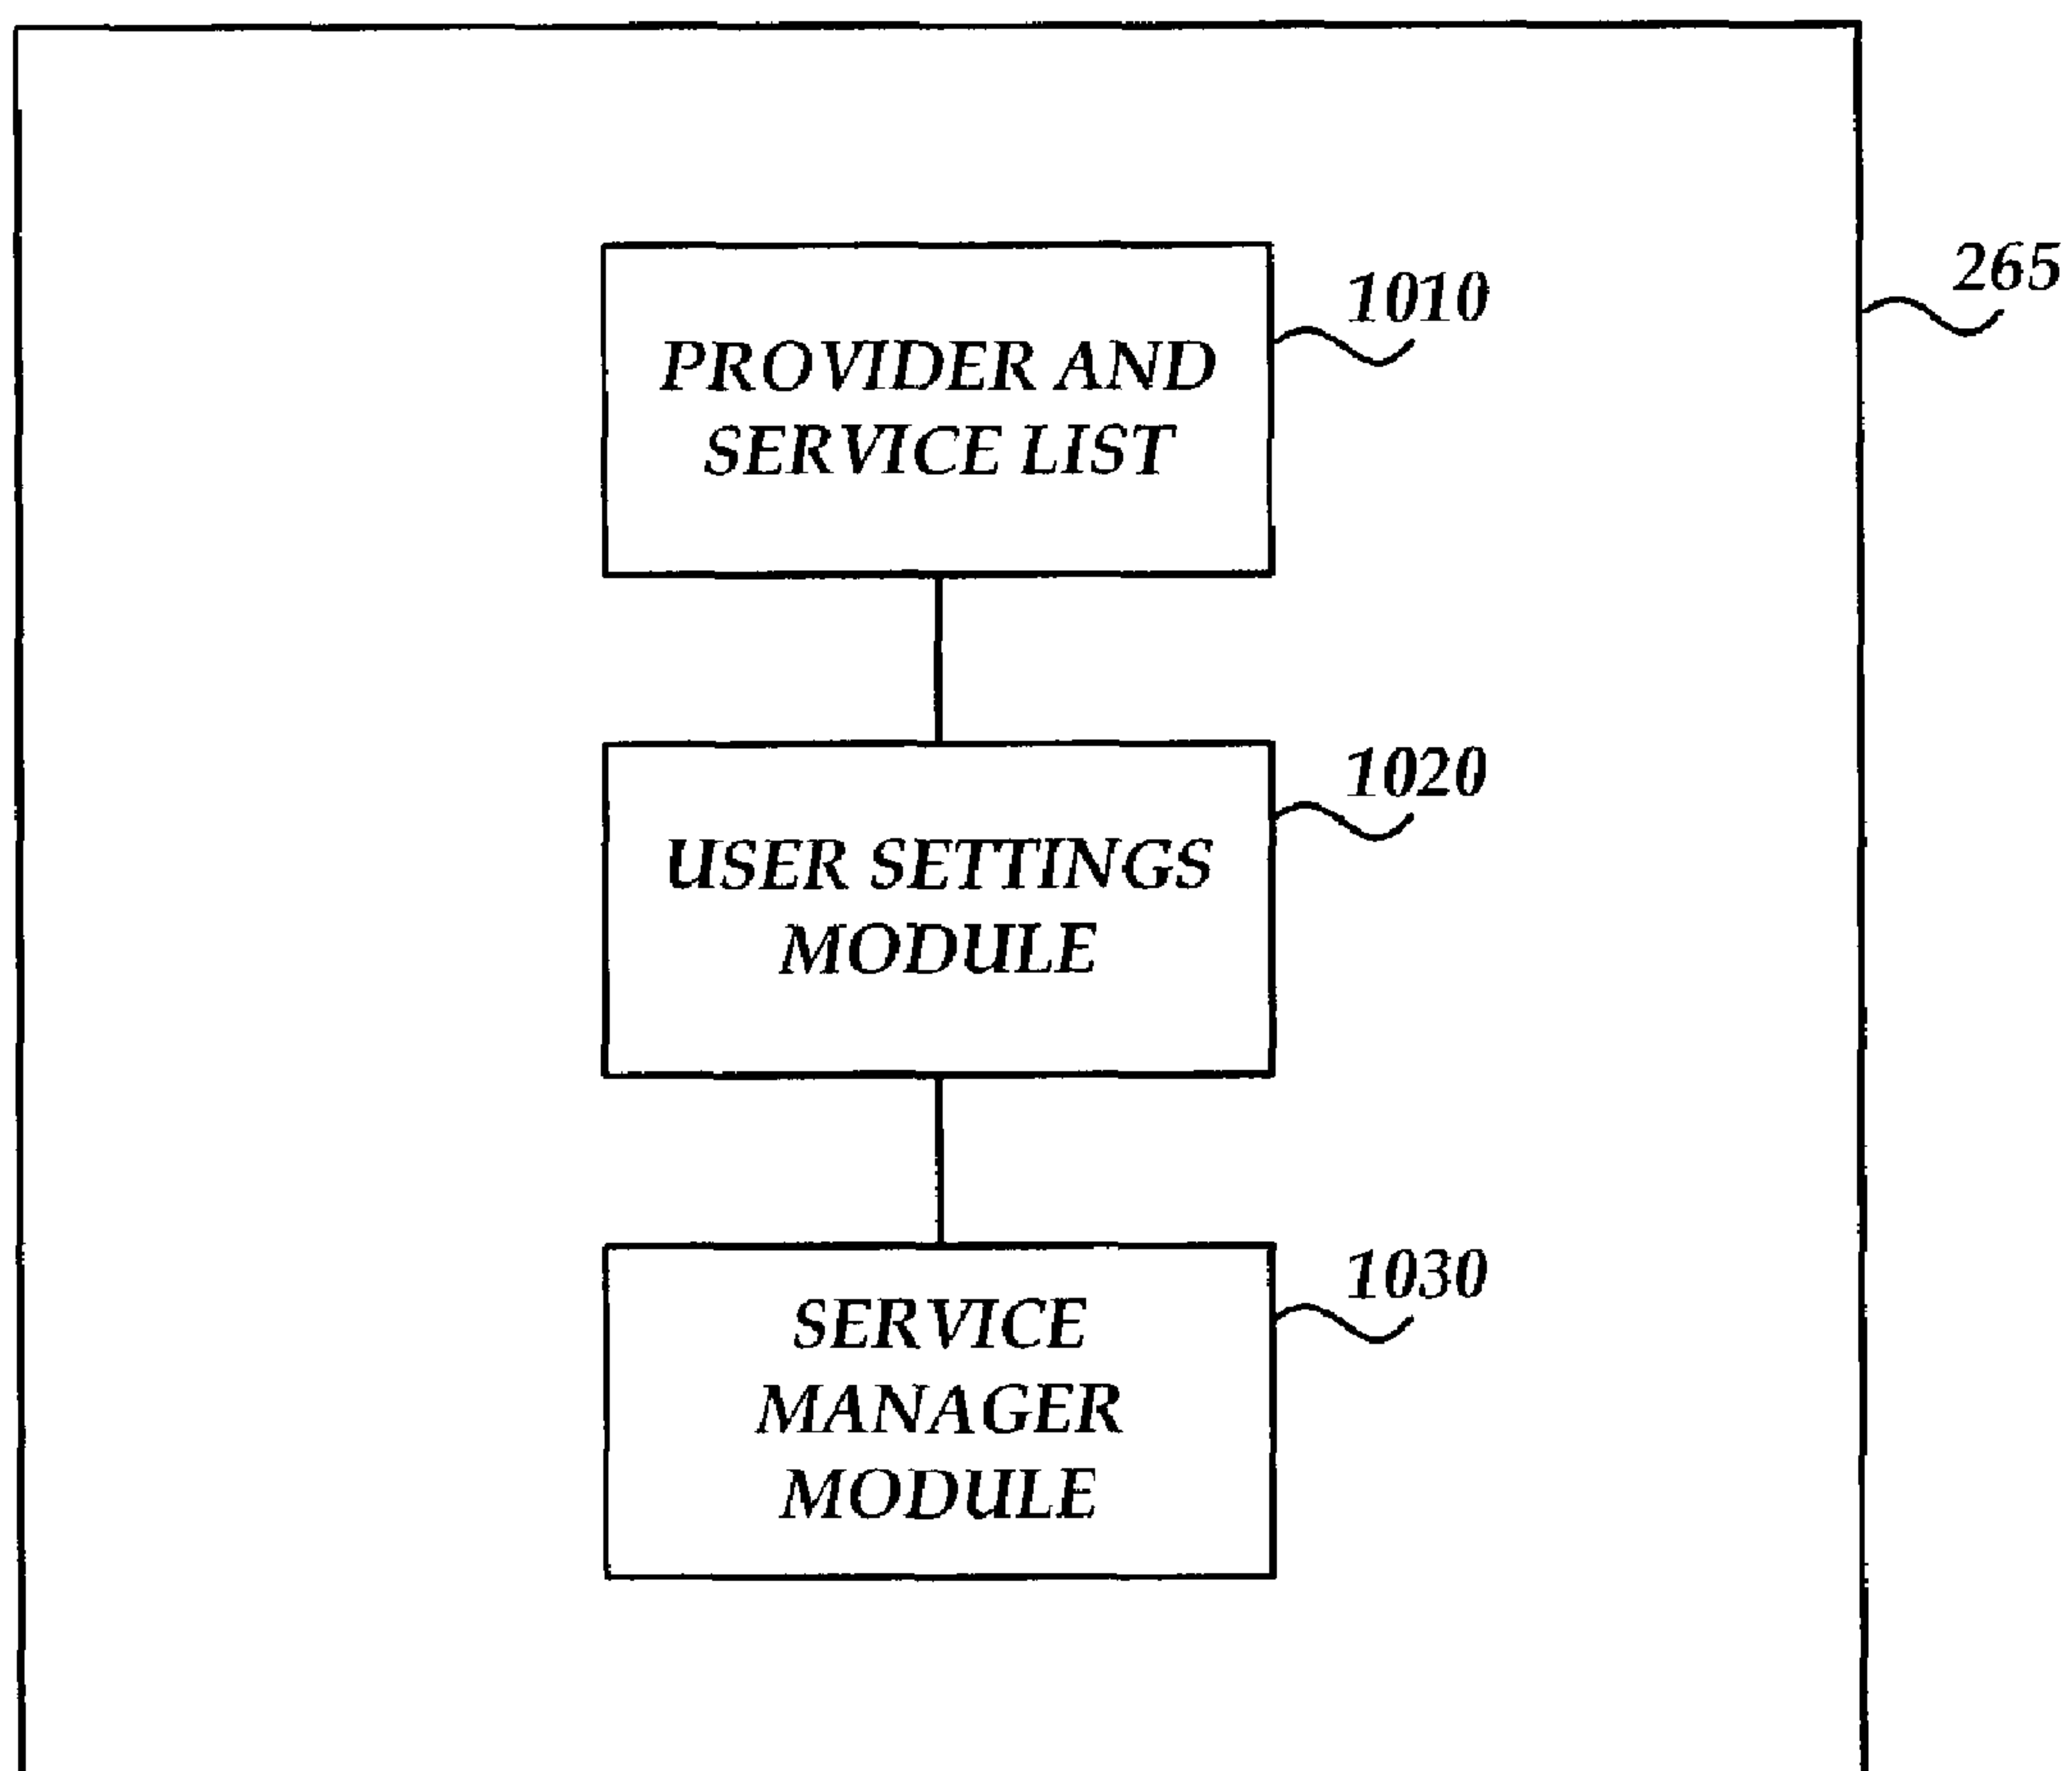 265
1010
PROVIDER AND
SERVICE LIST
1020
USER SETTINGS
MODULE
1030
SERVICE
MANAGER
MODULE